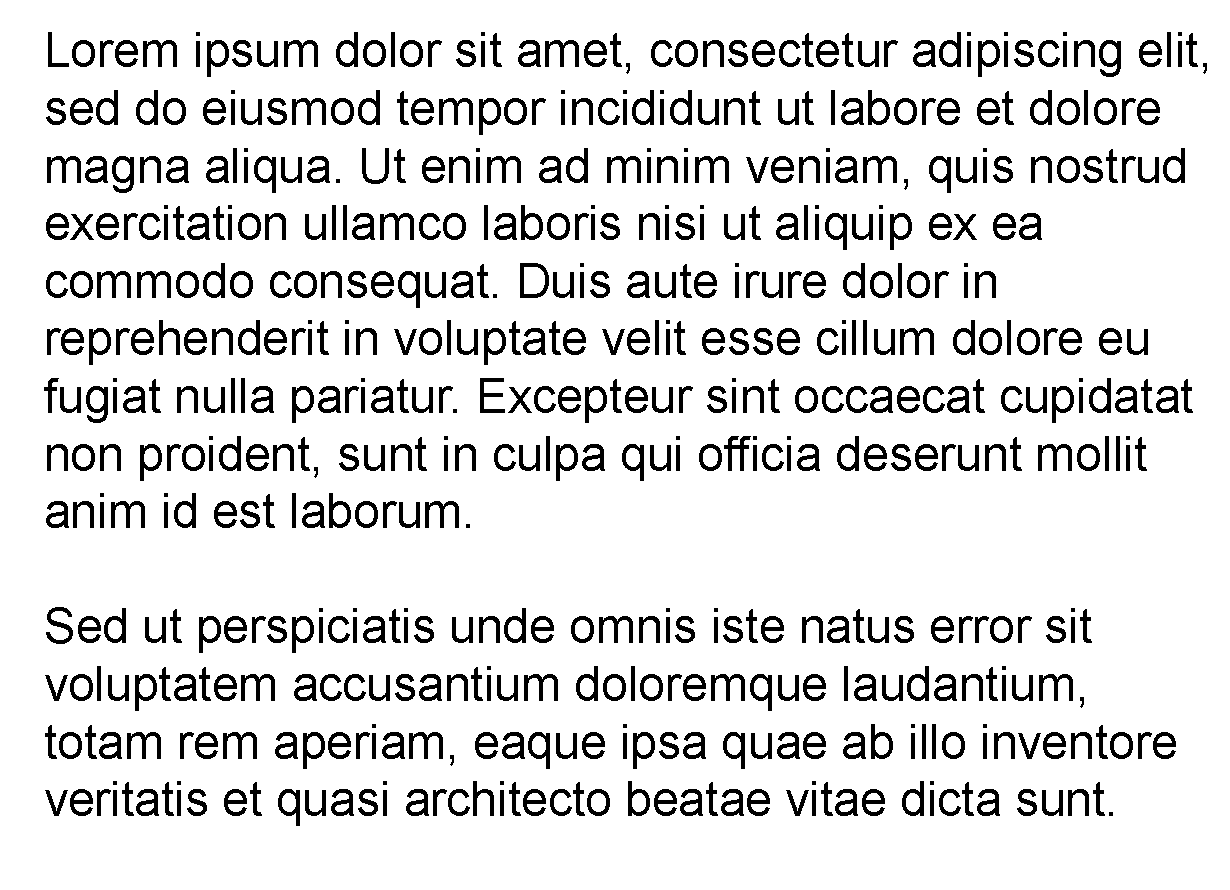 Lorem ipsum dolor sit amet, consectetur adipiscing elit,
sed do eiusmod tempor incididunt ut labore et dolore
magna aliqua. Ut enim ad minim veniam, quis nostrud
exercitation ullamco laboris nisi ut aliquip ex ea
commodo consequat. Duis aute irure dolor in
reprehenderit in voluptate velit esse cillum dolore eu
fugiat nulla pariatur. Excepteur sint occaecat cupidatat
non proident, sunt in culpa qui officia deserunt mollit
anim id est laborum.

Sed ut perspiciatis unde omnis iste natus error sit
voluptatem accusantium doloremque laudantium,
totam rem aperiam, eaque ipsa quae ab illo inventore
veritatis et quasi architecto beatae vitae dicta sunt.